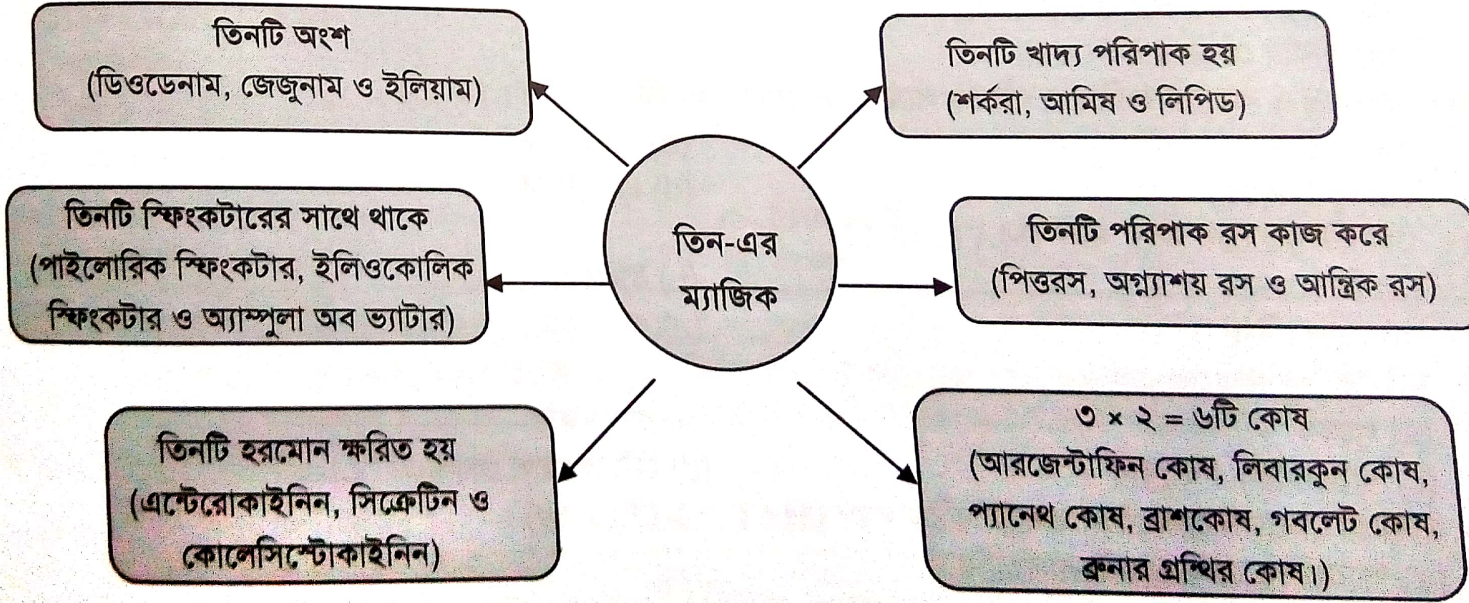 তিনটি অংশ
(ডিওডেনাম, জেজুনাম ও ইলিয়াম)
তিনটি খাদ্য পরিপাক হয়
(শর্করা, আমিষ ও লিপিড)
তিনটি স্ফিংকটারের সাথে থাকে
(পাইলোরিক স্ফিংকটার, ইলিওকোলিক
স্ফিংকটার ও অ্যাম্পুলা অব ভ্যাটার)
তিন-এর
ম্যাজিক
তিনটি পরিপাক রস কাজ করে
(পিত্তরস, অগ্ন্যাশয় রস ও আন্ত্রিক রস)
তিনটি হরমোন ক্ষরিত হয়
(এন্টেরোকাইনিন, সিক্রেটিন ও
কোলেসিস্টোকাইনিন)
৩ × ২ = ৬টি কোষ
(আরজেন্টাফিন কোষ, লিবারকুন কোষ,
প্যানেথ কোষ, ব্রাশকোষ, গবলেট কোষ,
ব্রুনার গ্রন্থির কোষ।)